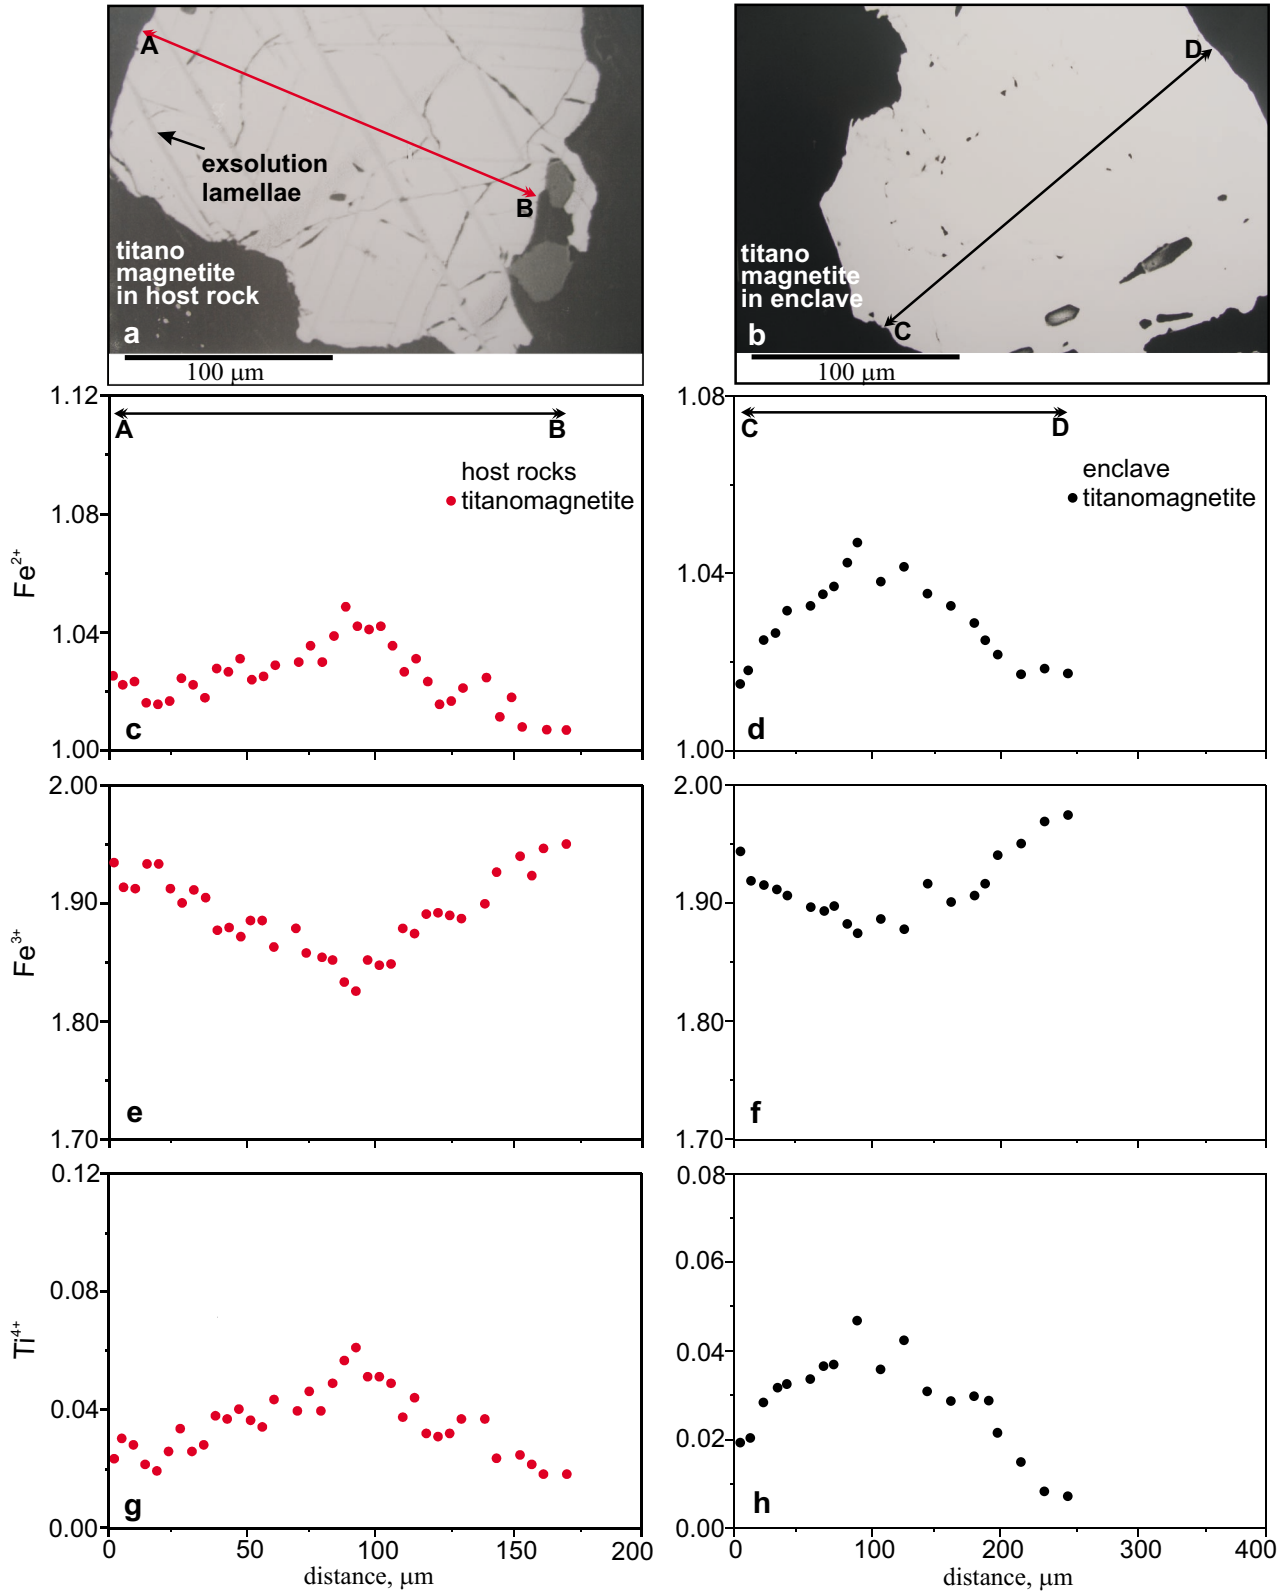 A
exsolution
lamellae
B
titano
magnetite
in host rock
a
100 μm
D
titano
magnetite
in enclave
C
b
100 μm
1.12
A
B
host rocks
titanomagnetite
1.08
Fe2+
1.04
c
1.00
1.08
C
D
enclave
titanomagnetite
1.04
d
1.00
2.00
1.90
Fe3+
1.80
e
1.70
2.00
1.90
1.80
f
1.70
0.12
0.08
Ti4+
0.04
g
0.00
0
50
100
150
200
distance, μm
0.08
0.06
0.04
0.02
h
0.00
0
100
200
300
400
distance, μm